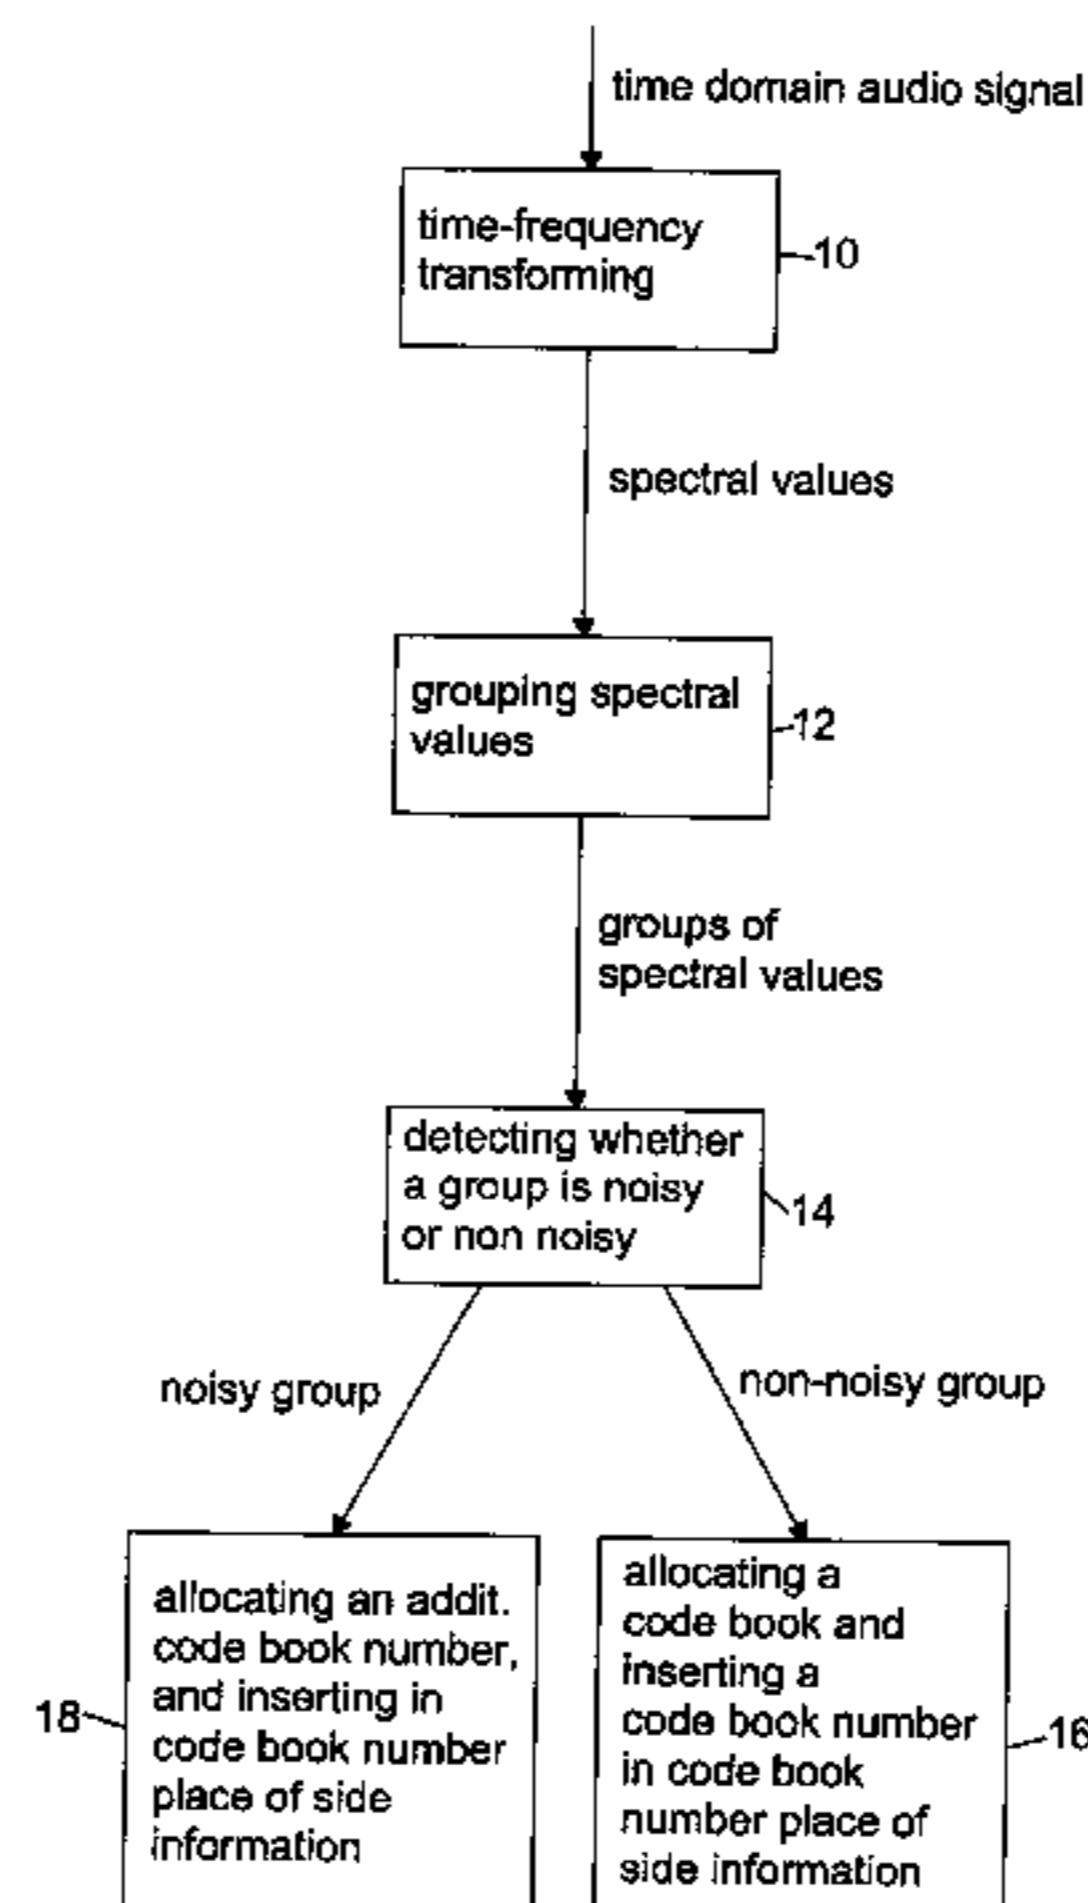 time domain audio signal
time-frequency
transforming
10
spectral values
grouping spectral
values
12
groups of
spectral values
detecting whether
a group is noisy
or non noisy
14
noisy group
non-noisy group
allocating an addit.
code book number,
and inserting in
code book number
place of side
information
18
allocating a
code book and
inserting a
code book number
in code book
number place of
side information
16